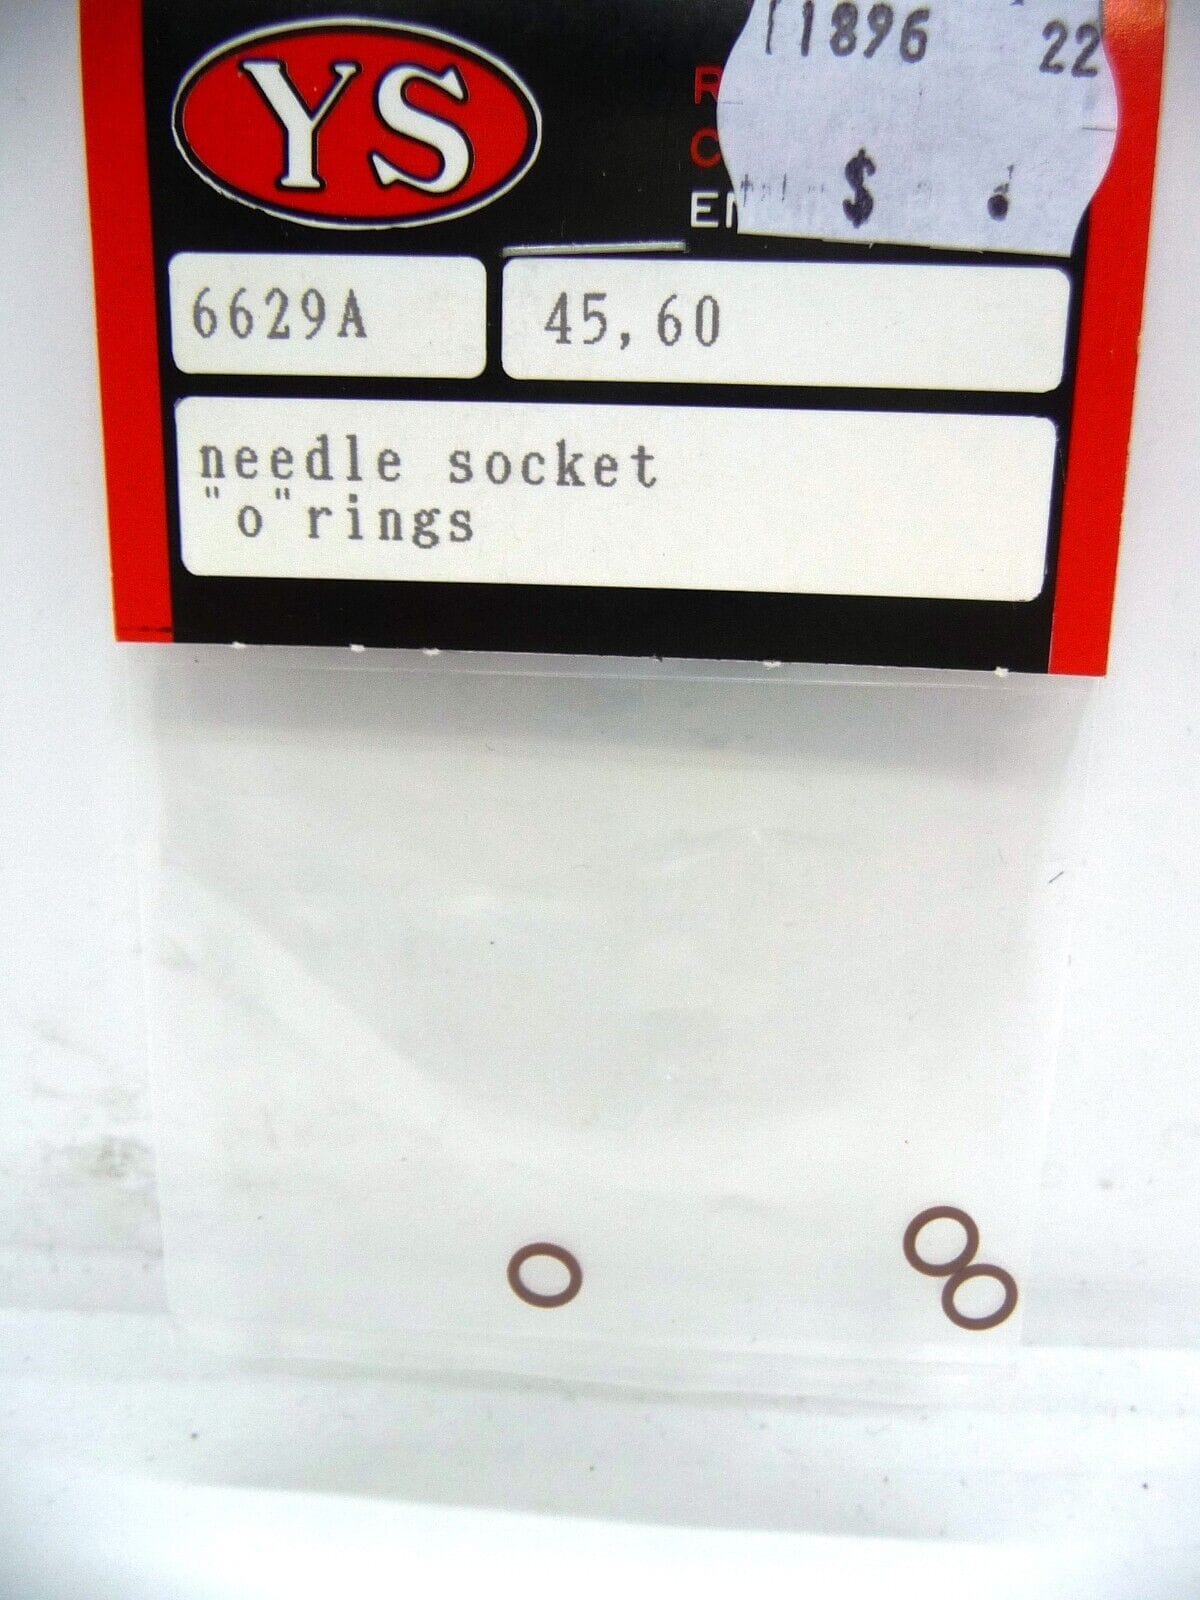 YS
11896 22
$ .
6629A
45, 60
needle socket
"o"rings